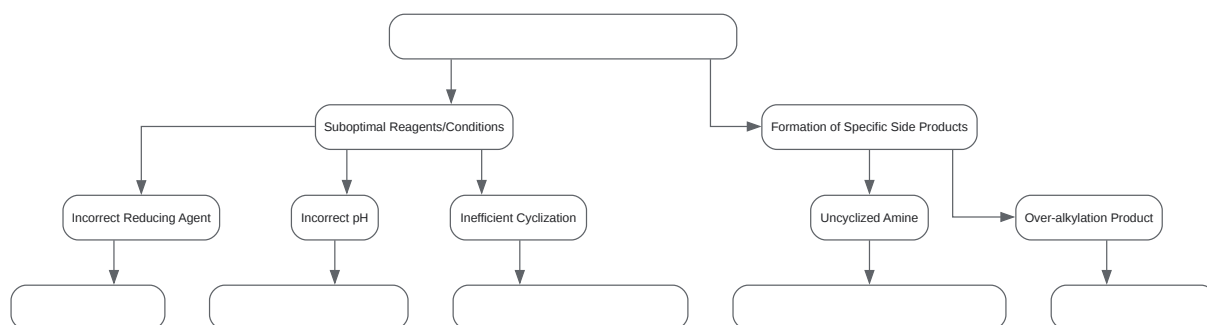 Suboptimal Reagents/Conditions
Formation of Specific Side Products
Incorrect Reducing Agent
Incorrect pH
Inefficient Cyclization
Uncyclized Amine
Over-alkylation Product